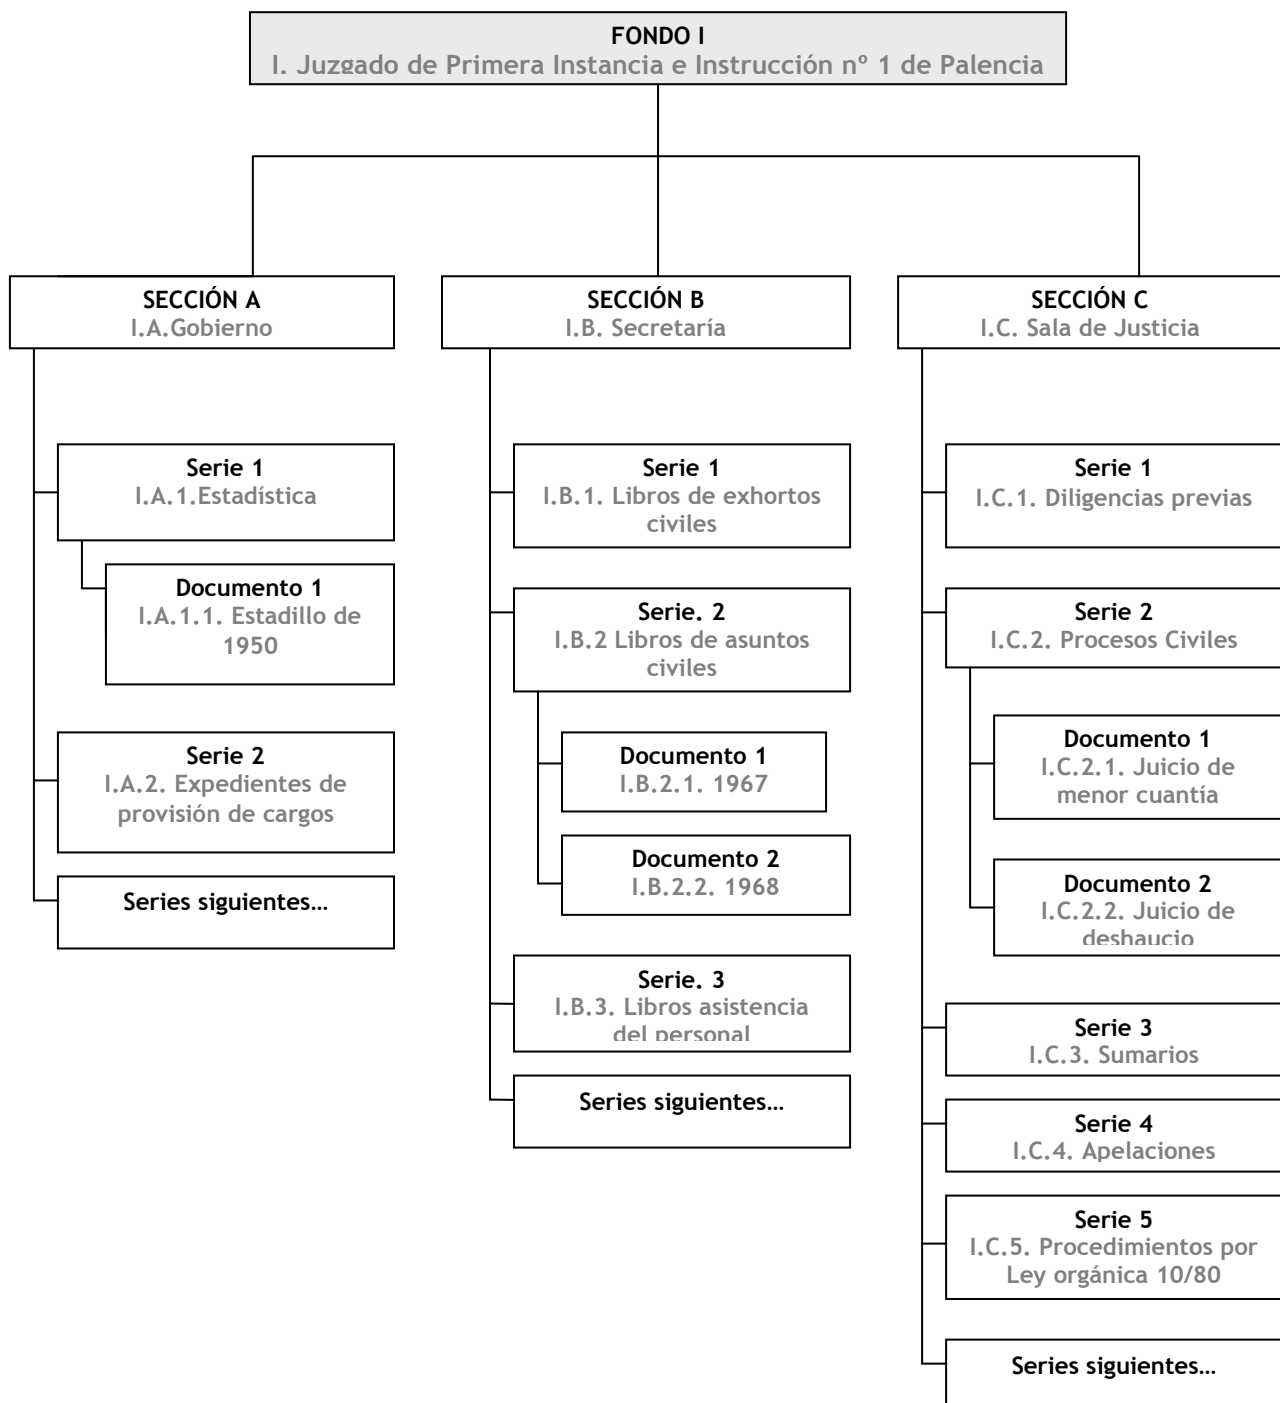 FONDO I
I. Juzgado de Primera Instancia e Instrucción nº 1 de Palencia
SECCIÓN A
I.A.Gobierno
Serie 1
I.A.1.Estadística
Documento 1
I.A.1.1. Estadillo de
1950
Serie 2
I.A.2. Expedientes de
provisión de cargos
Series siguientes…
SECCIÓN B
I.B. Secretaría
Serie 1
I.B.1. Libros de exhortos
civiles
Serie. 2
I.B.2 Libros de asuntos
civiles
Documento 1
I.B.2.1. 1967
Documento 2
I.B.2.2. 1968
Serie. 3
I.B.3. Libros asistencia
del personal
Series siguientes…
SECCIÓN C
I.C. Sala de Justicia
Serie 1
I.C.1. Diligencias previas
Serie 2
I.C.2. Procesos Civiles
Documento 1
I.C.2.1. Juicio de
menor cuantía
Documento 2
I.C.2.2. Juicio de
deshaucio
Serie 3
I.C.3. Sumarios
Serie 4
I.C.4. Apelaciones
Serie 5
I.C.5. Procedimientos por
Ley orgánica 10/80
Series siguientes…